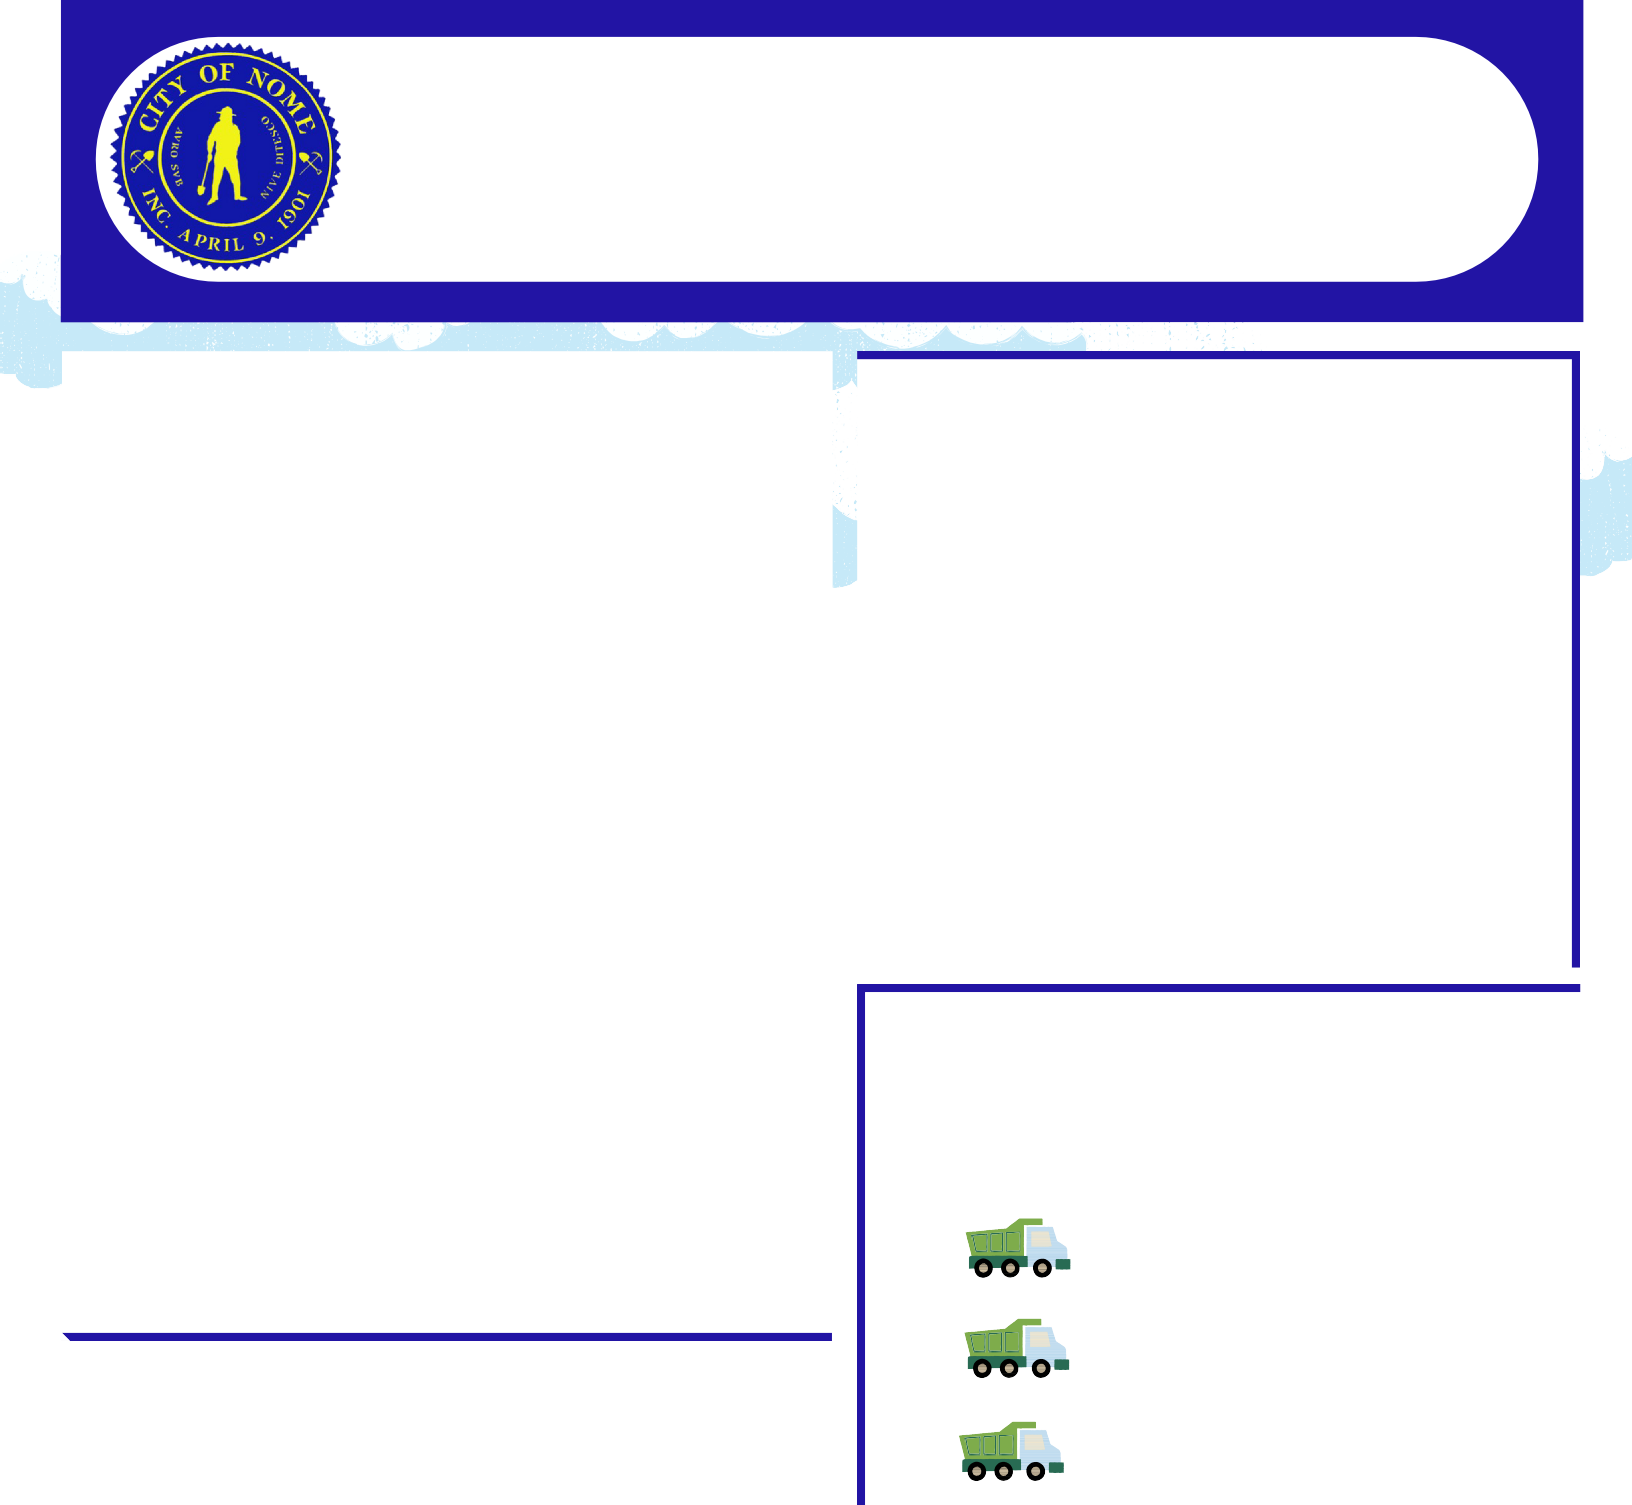 CITY OF NOME
AVRO SVB
NIVE DITESCO
INC. APRIL 9, 1901